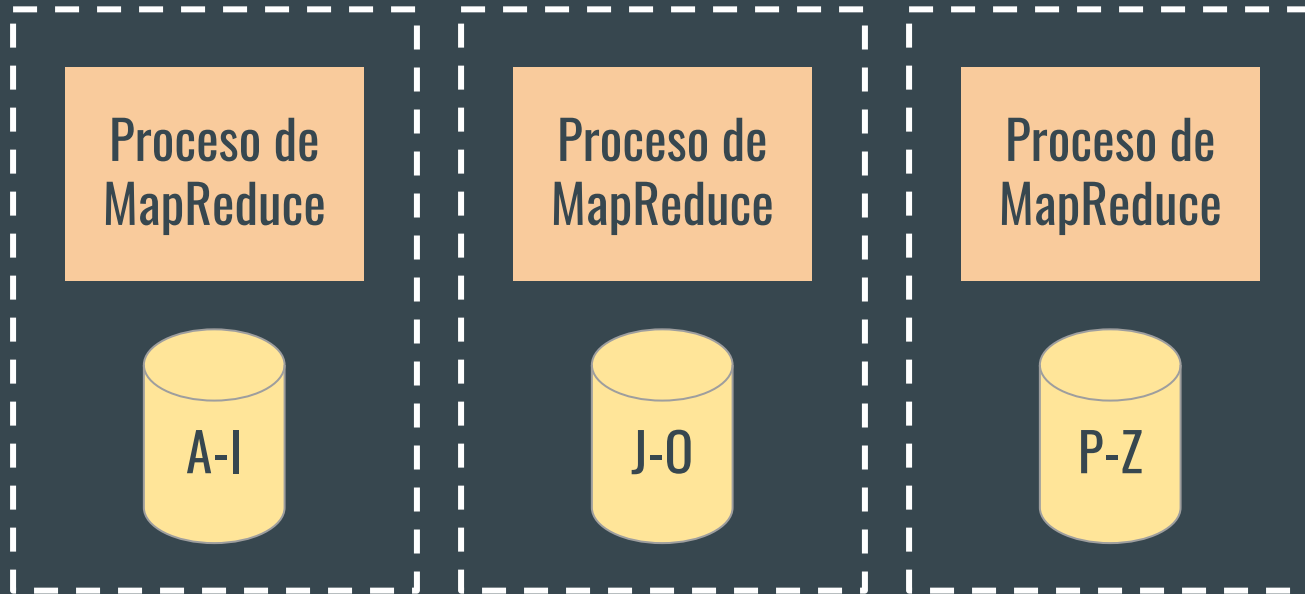 Proceso de
MapReduce
A-I
Proceso de
MapReduce
J-O
Proceso de
MapReduce
P-Z